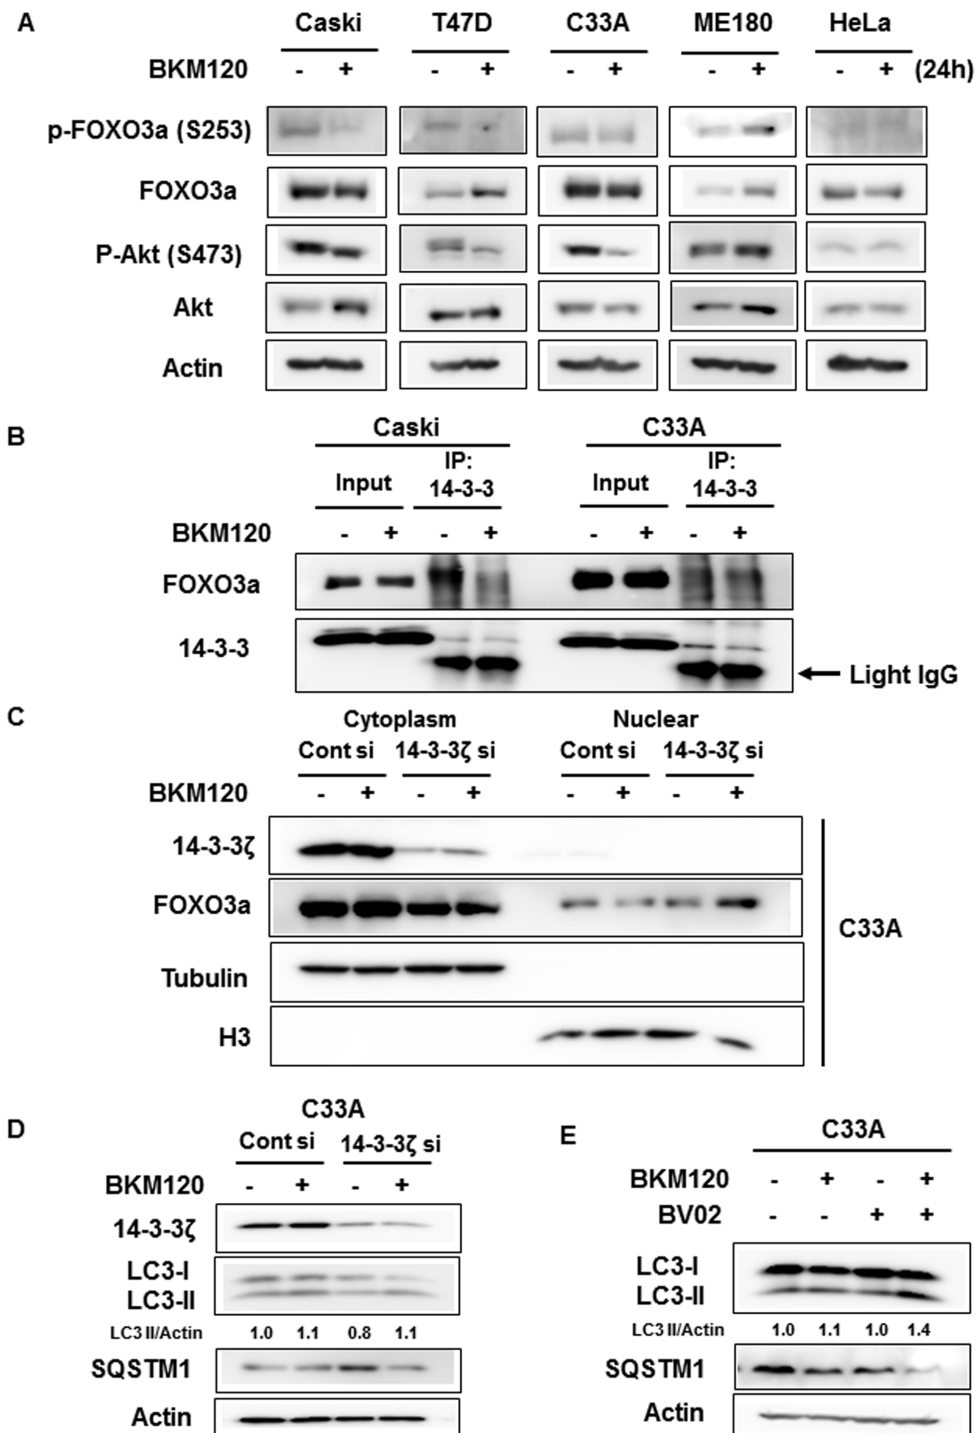 A
Caski T47D C33A ME180 HeLa
BKM120 - + - + - + - + - + (24h)
p-FOXO3a (S253)
FOXO3a
P-Akt (S473)
Akt
Actin
B
Caski C33A
Input IP: 14-3-3 Input IP: 14-3-3
BKM120 - + - + - + - +
FOXO3a
14-3-3
Light IgG
C
Cytoplasm Nuclear
Cont si 14-3-3ζ si Cont si 14-3-3ζ si
BKM120 - + - + - + - +
14-3-3ζ
FOXO3a
Tubulin
H3
C33A
D
C33A
Cont si 14-3-3ζ si
BKM120 - + - +
14-3-3ζ
LC3-I
LC3-II
LC3 II/Actin 1.0 1.1 0.8 1.1
SQSTM1
Actin
E
C33A
BKM120 - + - +
BV02 - - + +
LC3-I
LC3-II
LC3 II/Actin 1.0 1.1 1.0 1.4
SQSTM1
Actin